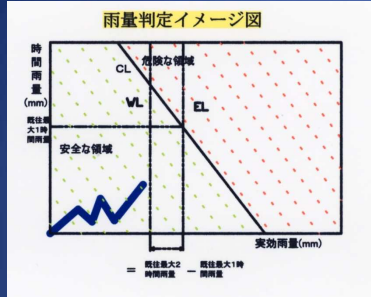 雨量判定イメージ図
時間雨量(mm)
危険な領域
CL
WL
EL
既往最大1時間雨量
安全な領域
実効雨量(mm)
= 既往最大2時間雨量 − 既往最大1時間雨量